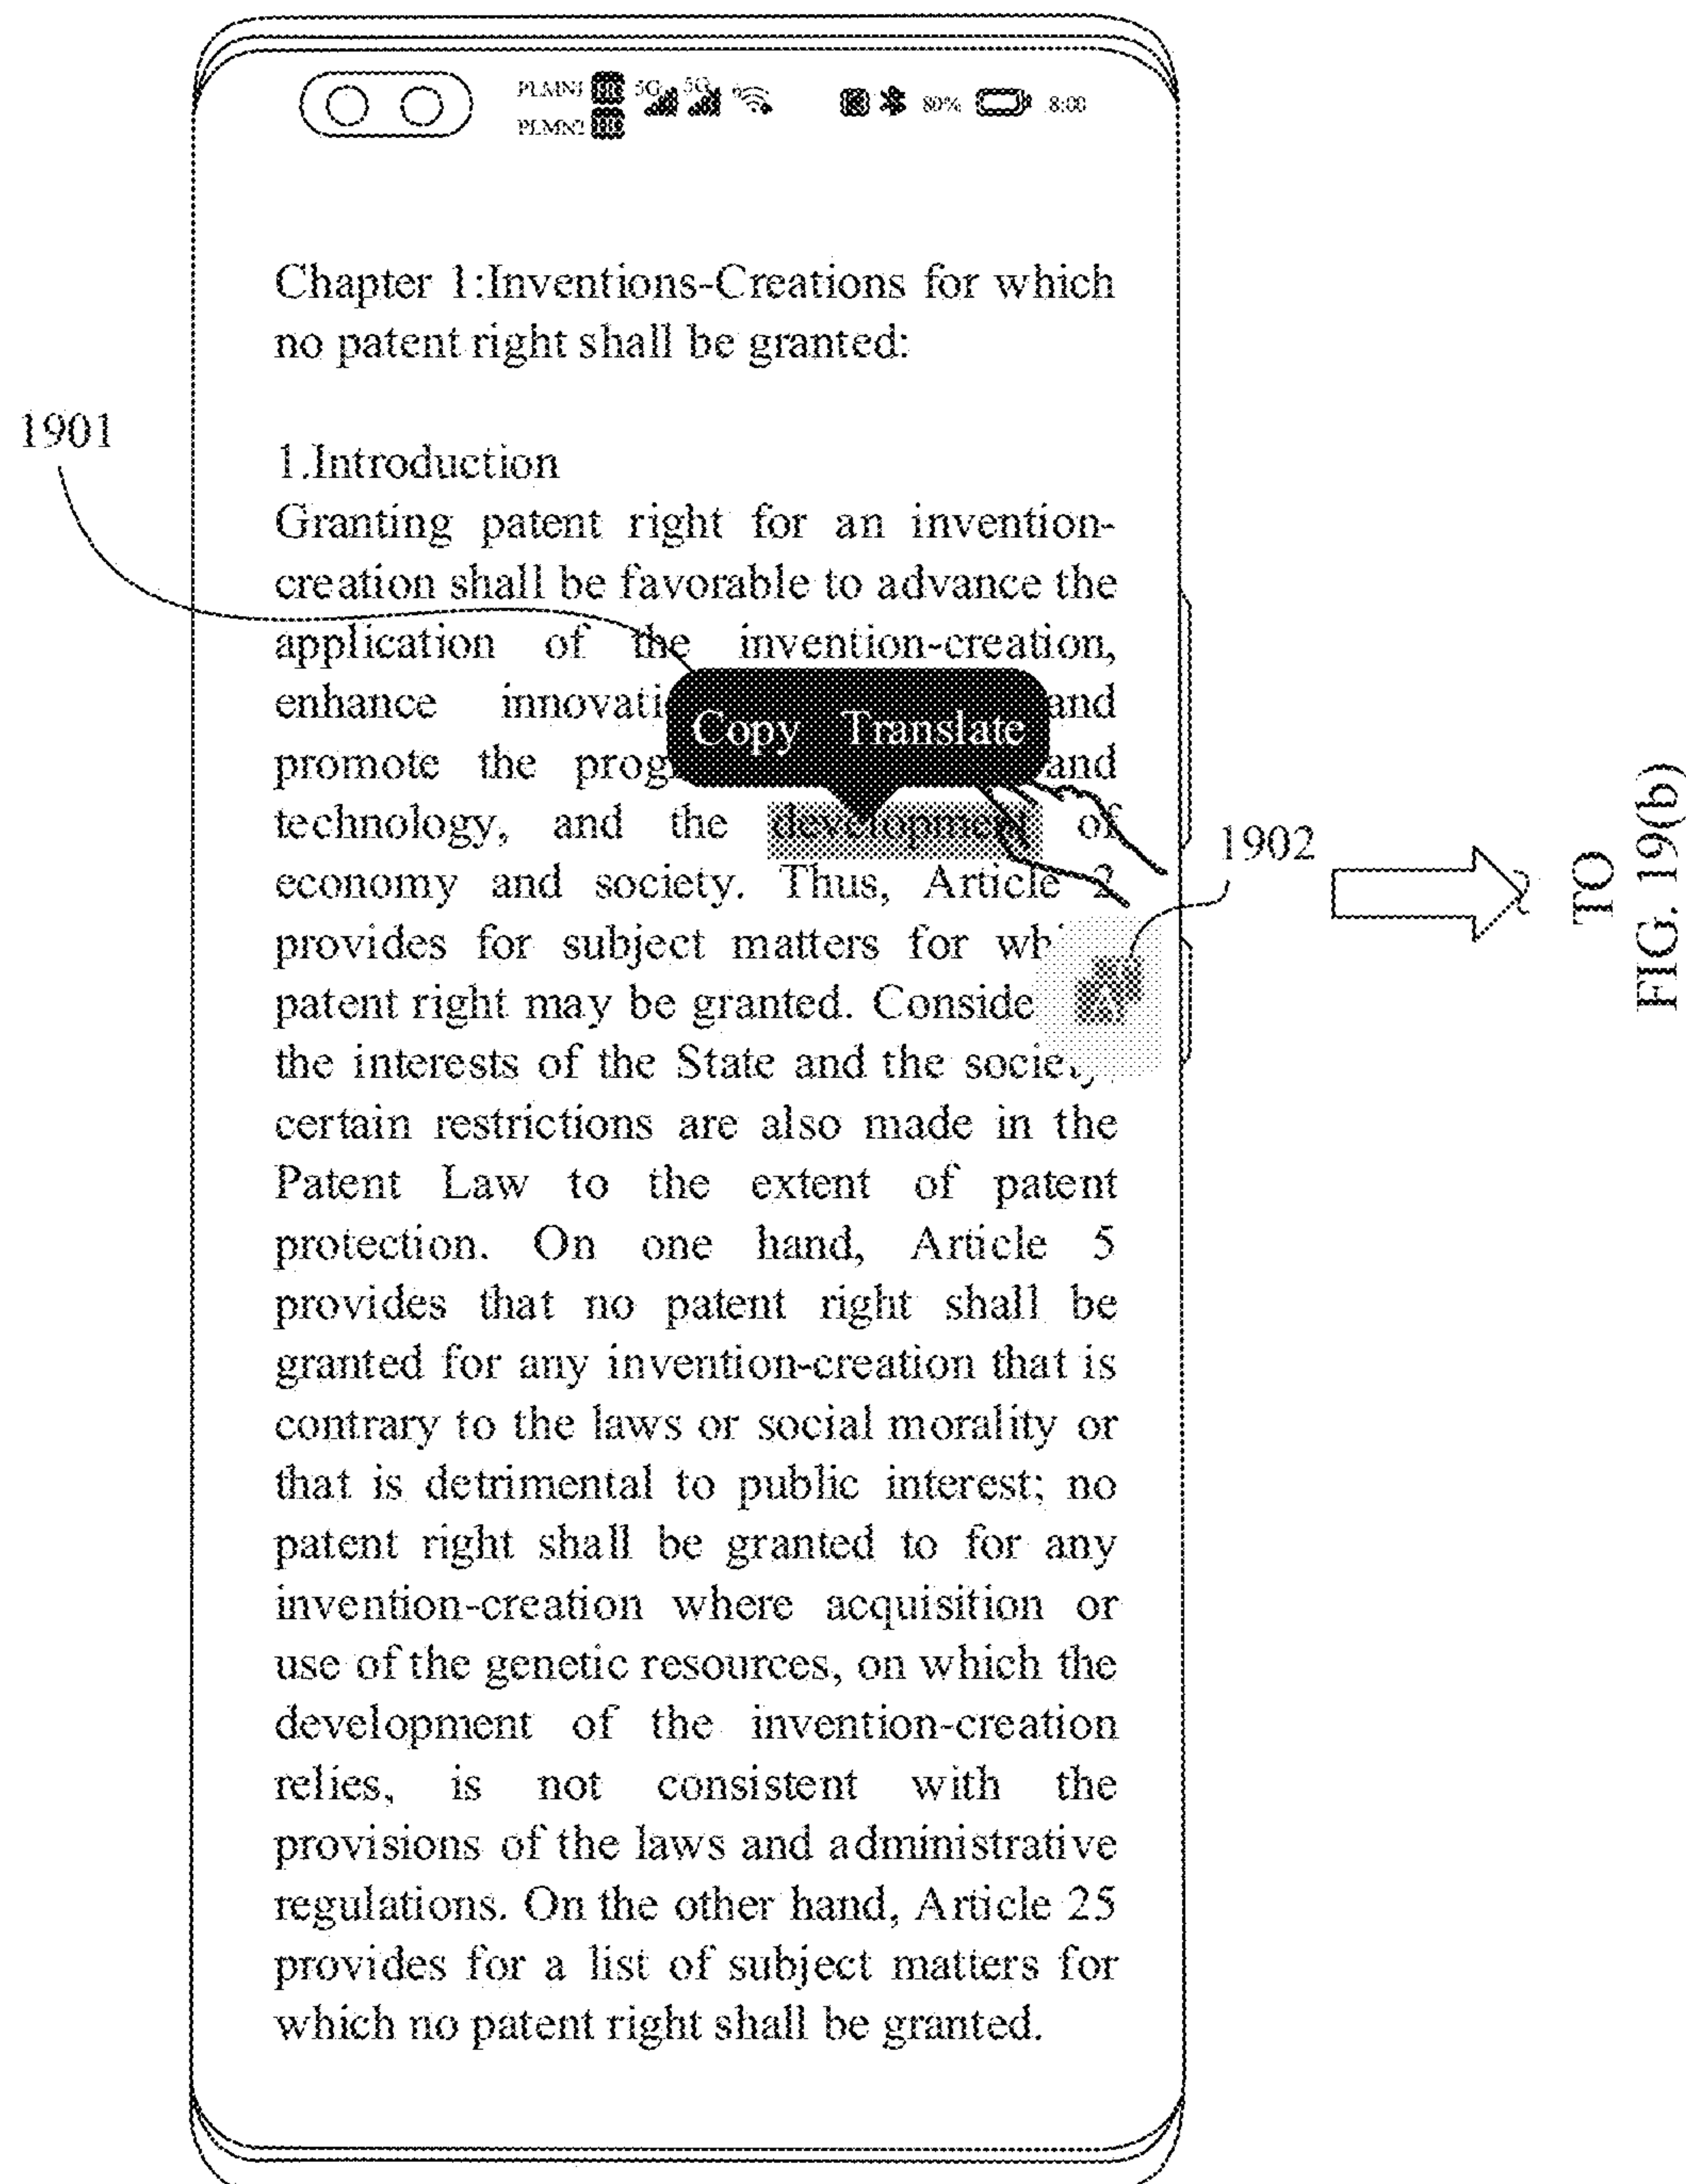 PLMN1 HD 5G 5G 6 80% 8:00
PLMN2 HD
Chapter 1:Inventions-Creations for which
no patent right shall be granted:
1901
1.Introduction
Granting patent right for an invention-
creation shall be favorable to advance the
application of the invention-creation,
enhance innovati and
Copy Translate
promote the prog and
technology, and the development of
1902
economy and society. Thus, Article 2
provides for subject matters for wh
patent right may be granted. Conside
the interests of the State and the society,
certain restrictions are also made in the
Patent Law to the extent of patent
protection. On one hand, Article 5
provides that no patent right shall be
granted for any invention-creation that is
contrary to the laws or social morality or
that is detrimental to public interest; no
patent right shall be granted to for any
invention-creation where acquisition or
use of the genetic resources, on which the
development of the invention-creation
relies, is not consistent with the
provisions of the laws and administrative
regulations. On the other hand, Article 25
provides for a list of subject matters for
which no patent right shall be granted.
TO
FIG. 19(b)